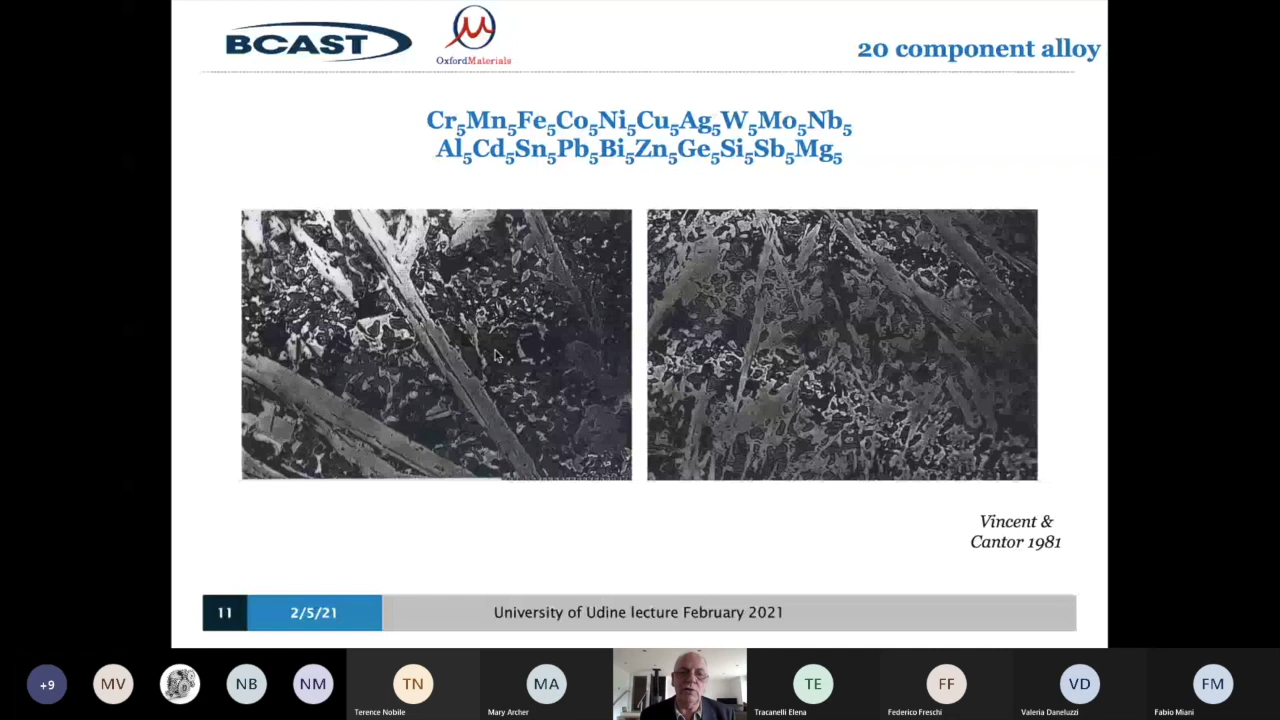 BCAST
OxfordMaterials
20 component alloy
Cr₅Mn₅Fe₅Co₅Ni₅Cu₅Ag₅W₅Mo₅Nb₅
Al₅Cd₅Sn₅Pb₅Bi₅Zn₅Ge₅Si₅Sb₅Mg₅
Vincent &
Cantor 1981
11 2/5/21 University of Udine lecture February 2021
+9 MV NB NM TN MA TE FF VD FM
Terence Nobile Mary Archer Tracanelli Elena Federico Freschi Valeria Daneluzzi Fabio Miani